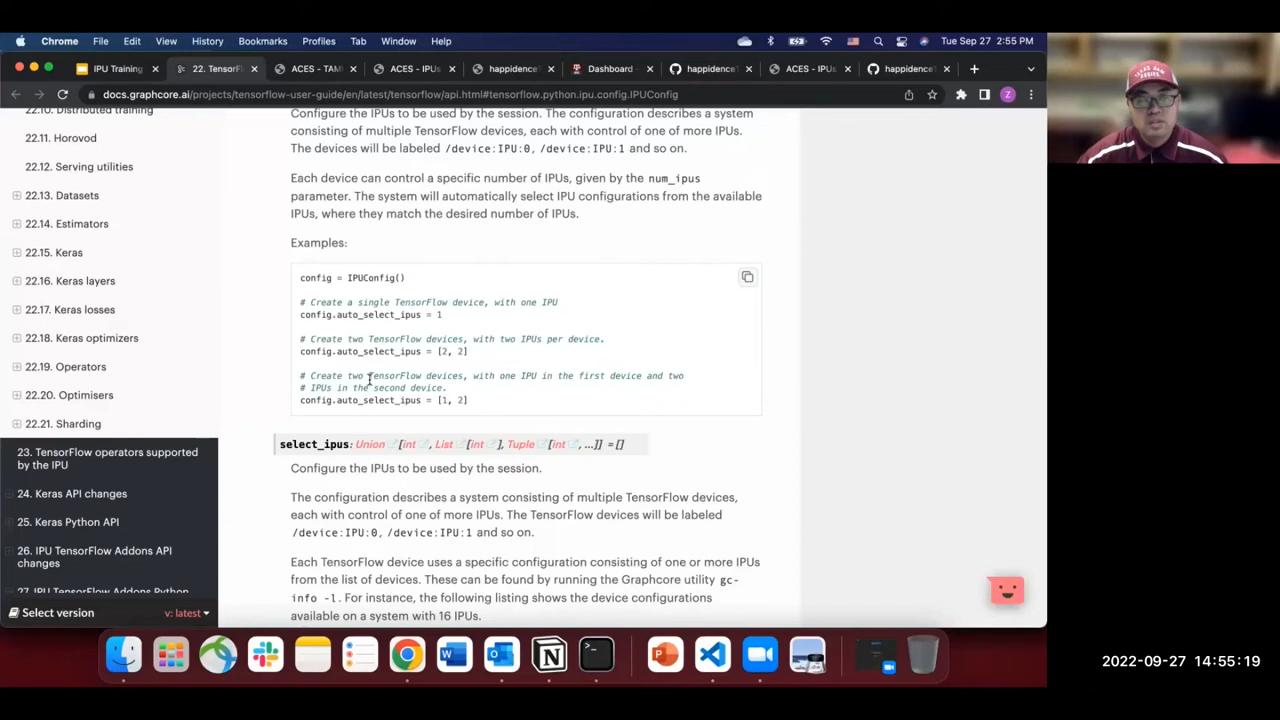 Chrome File Edit View History Bookmarks Profiles Tab Window Help Tue Sep 27 2:55 PM
IPU Training 22. TensorF ACES - TAM ACES - IPUs happidence1 Dashboard - happidence1 ACES - IPUs happidence1
docs.graphcore.ai/projects/tensorflow-user-guide/en/latest/tensorflow/api.html#tensorflow.python.ipu.config.IPUConfig Z
22.10. Distributed training
22.11. Horovod
22.12. Serving utilities
22.13. Datasets
22.14. Estimators
22.15. Keras
22.16. Keras layers
22.17. Keras losses
22.18. Keras optimizers
22.19. Operators
22.20. Optimisers
22.21. Sharding
23. TensorFlow operators supported
by the IPU
24. Keras API changes
25. Keras Python API
26. IPU TensorFlow Addons API
changes
27. IPU TensorFlow Addons Python
Select version v: latest
Configure the IPUs to be used by the session. The configuration describes a system
consisting of multiple TensorFlow devices, each with control of one of more IPUs.
The devices will be labeled /device:IPU:0, /device:IPU:1 and so on.
Each device can control a specific number of IPUs, given by the num_ipus
parameter. The system will automatically select IPU configurations from the available
IPUs, where they match the desired number of IPUs.
Examples:
config = IPUConfig()
# Create a single TensorFlow device, with one IPU
config.auto_select_ipus = 1
# Create two TensorFlow devices, with two IPUs per device.
config.auto_select_ipus = [2, 2]
# Create two TensorFlow devices, with one IPU in the first device and two
# IPUs in the second device.
config.auto_select_ipus = [1, 2]
select_ipus: Union [int , List [int ], Tuple [int , ...]] = []
Configure the IPUs to be used by the session.
The configuration describes a system consisting of multiple TensorFlow devices,
each with control of one of more IPUs. The TensorFlow devices will be labeled
/device:IPU:0, /device:IPU:1 and so on.
Each TensorFlow device uses a specific configuration consisting of one or more IPUs
from the list of devices. These can be found by running the Graphcore utility gc-
info -l. For instance, the following listing shows the device configurations
available on a system with 16 IPUs.
2022-09-27 14:55:19